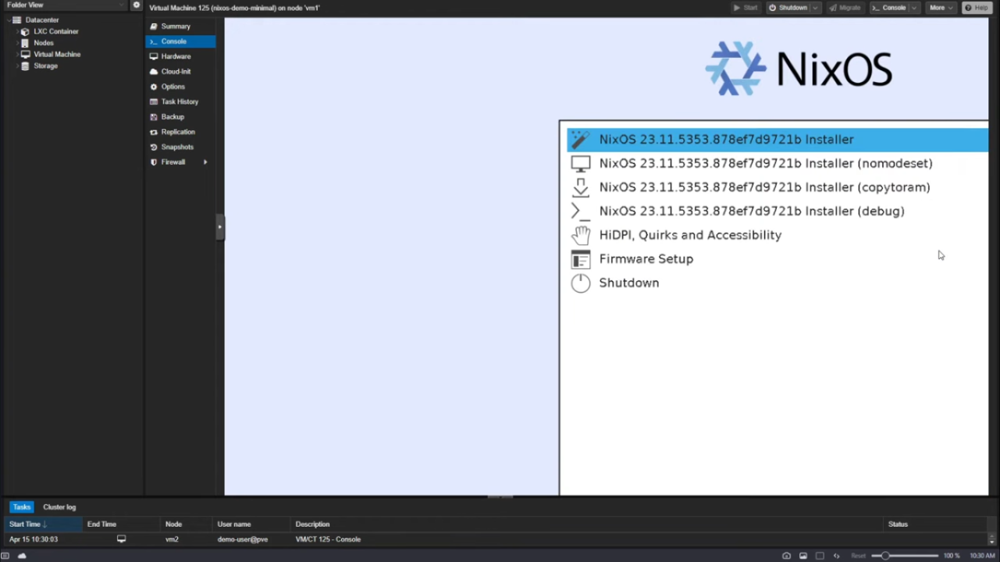 Folder View
Virtual Machine 125 (nixos-demo-minimal) on node 'vm1'
Start
Shutdown
Migrate
Console
More
Help
Datacenter
LXC Container
Nodes
Virtual Machine
Storage
Summary
Console
Hardware
Cloud-Init
Options
Task History
Backup
Replication
Snapshots
Firewall
NixOS
NixOS 23.11.5353.878ef7d9721b Installer
NixOS 23.11.5353.878ef7d9721b Installer (nomodeset)
NixOS 23.11.5353.878ef7d9721b Installer (copytoram)
NixOS 23.11.5353.878ef7d9721b Installer (debug)
HiDPI, Quirks and Accessibility
Firmware Setup
Shutdown
Tasks Cluster log
Start Time ↓ End Time Node User name Description Status
Apr 15 10:30:03 vm2 demo-user@pve VM/CT 125 - Console
Reset 100 % 10:30 AM